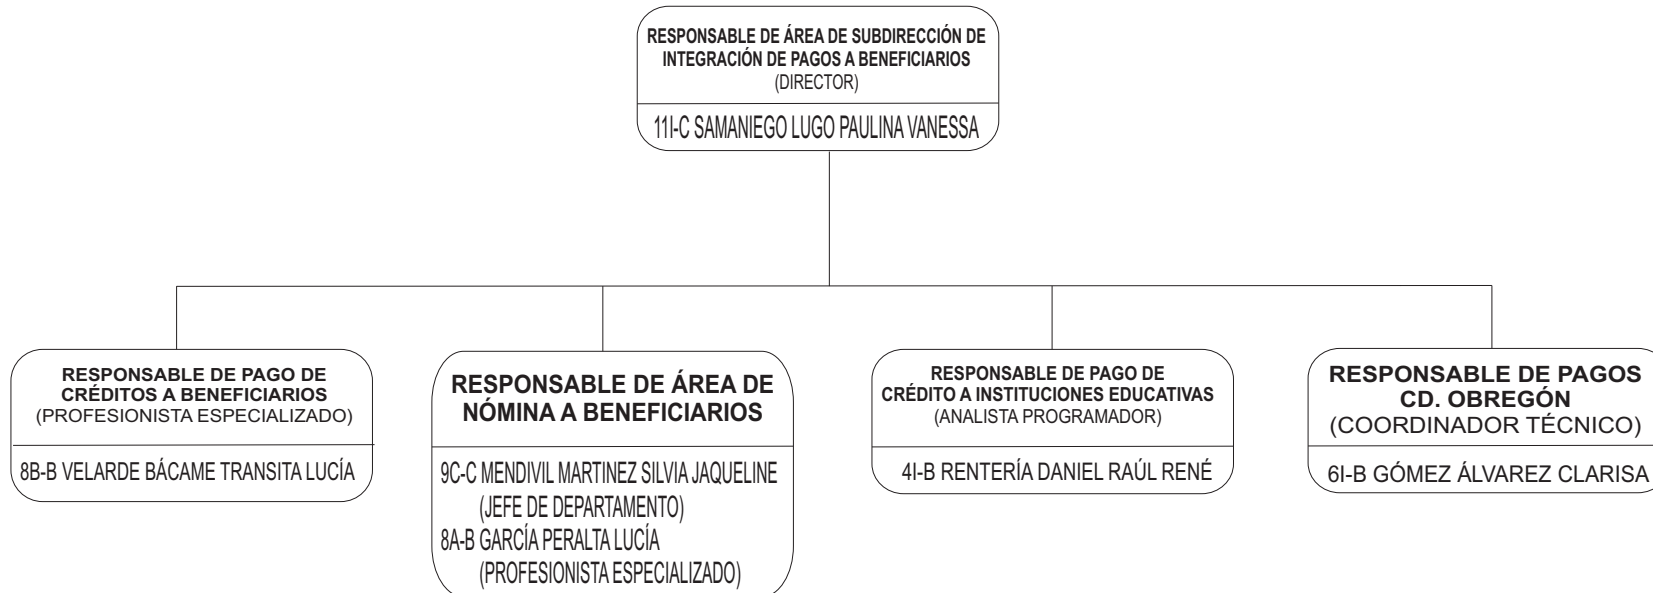 RESPONSABLE DE ÁREA DE SUBDIRECCIÓN DE
INTEGRACIÓN DE PAGOS A BENEFICIARIOS
(DIRECTOR)
11I-C SAMANIEGO LUGO PAULINA VANESSA
RESPONSABLE DE PAGO DE
CRÉDITOS A BENEFICIARIOS
(PROFESIONISTA ESPECIALIZADO)
8B-B VELARDE BÁCAME TRANSITA LUCÍA
RESPONSABLE DE ÁREA DE
NÓMINA A BENEFICIARIOS
9C-C MENDIVIL MARTINEZ SILVIA JAQUELINE
(JEFE DE DEPARTAMENTO)
8A-B GARCÍA PERALTA LUCÍA
(PROFESIONISTA ESPECIALIZADO)
RESPONSABLE DE PAGO DE
CRÉDITO A INSTITUCIONES EDUCATIVAS
(ANALISTA PROGRAMADOR)
4I-B RENTERÍA DANIEL RAÚL RENÉ
RESPONSABLE DE PAGOS
CD. OBREGÓN
(COORDINADOR TÉCNICO)
6I-B GÓMEZ ÁLVAREZ CLARISA